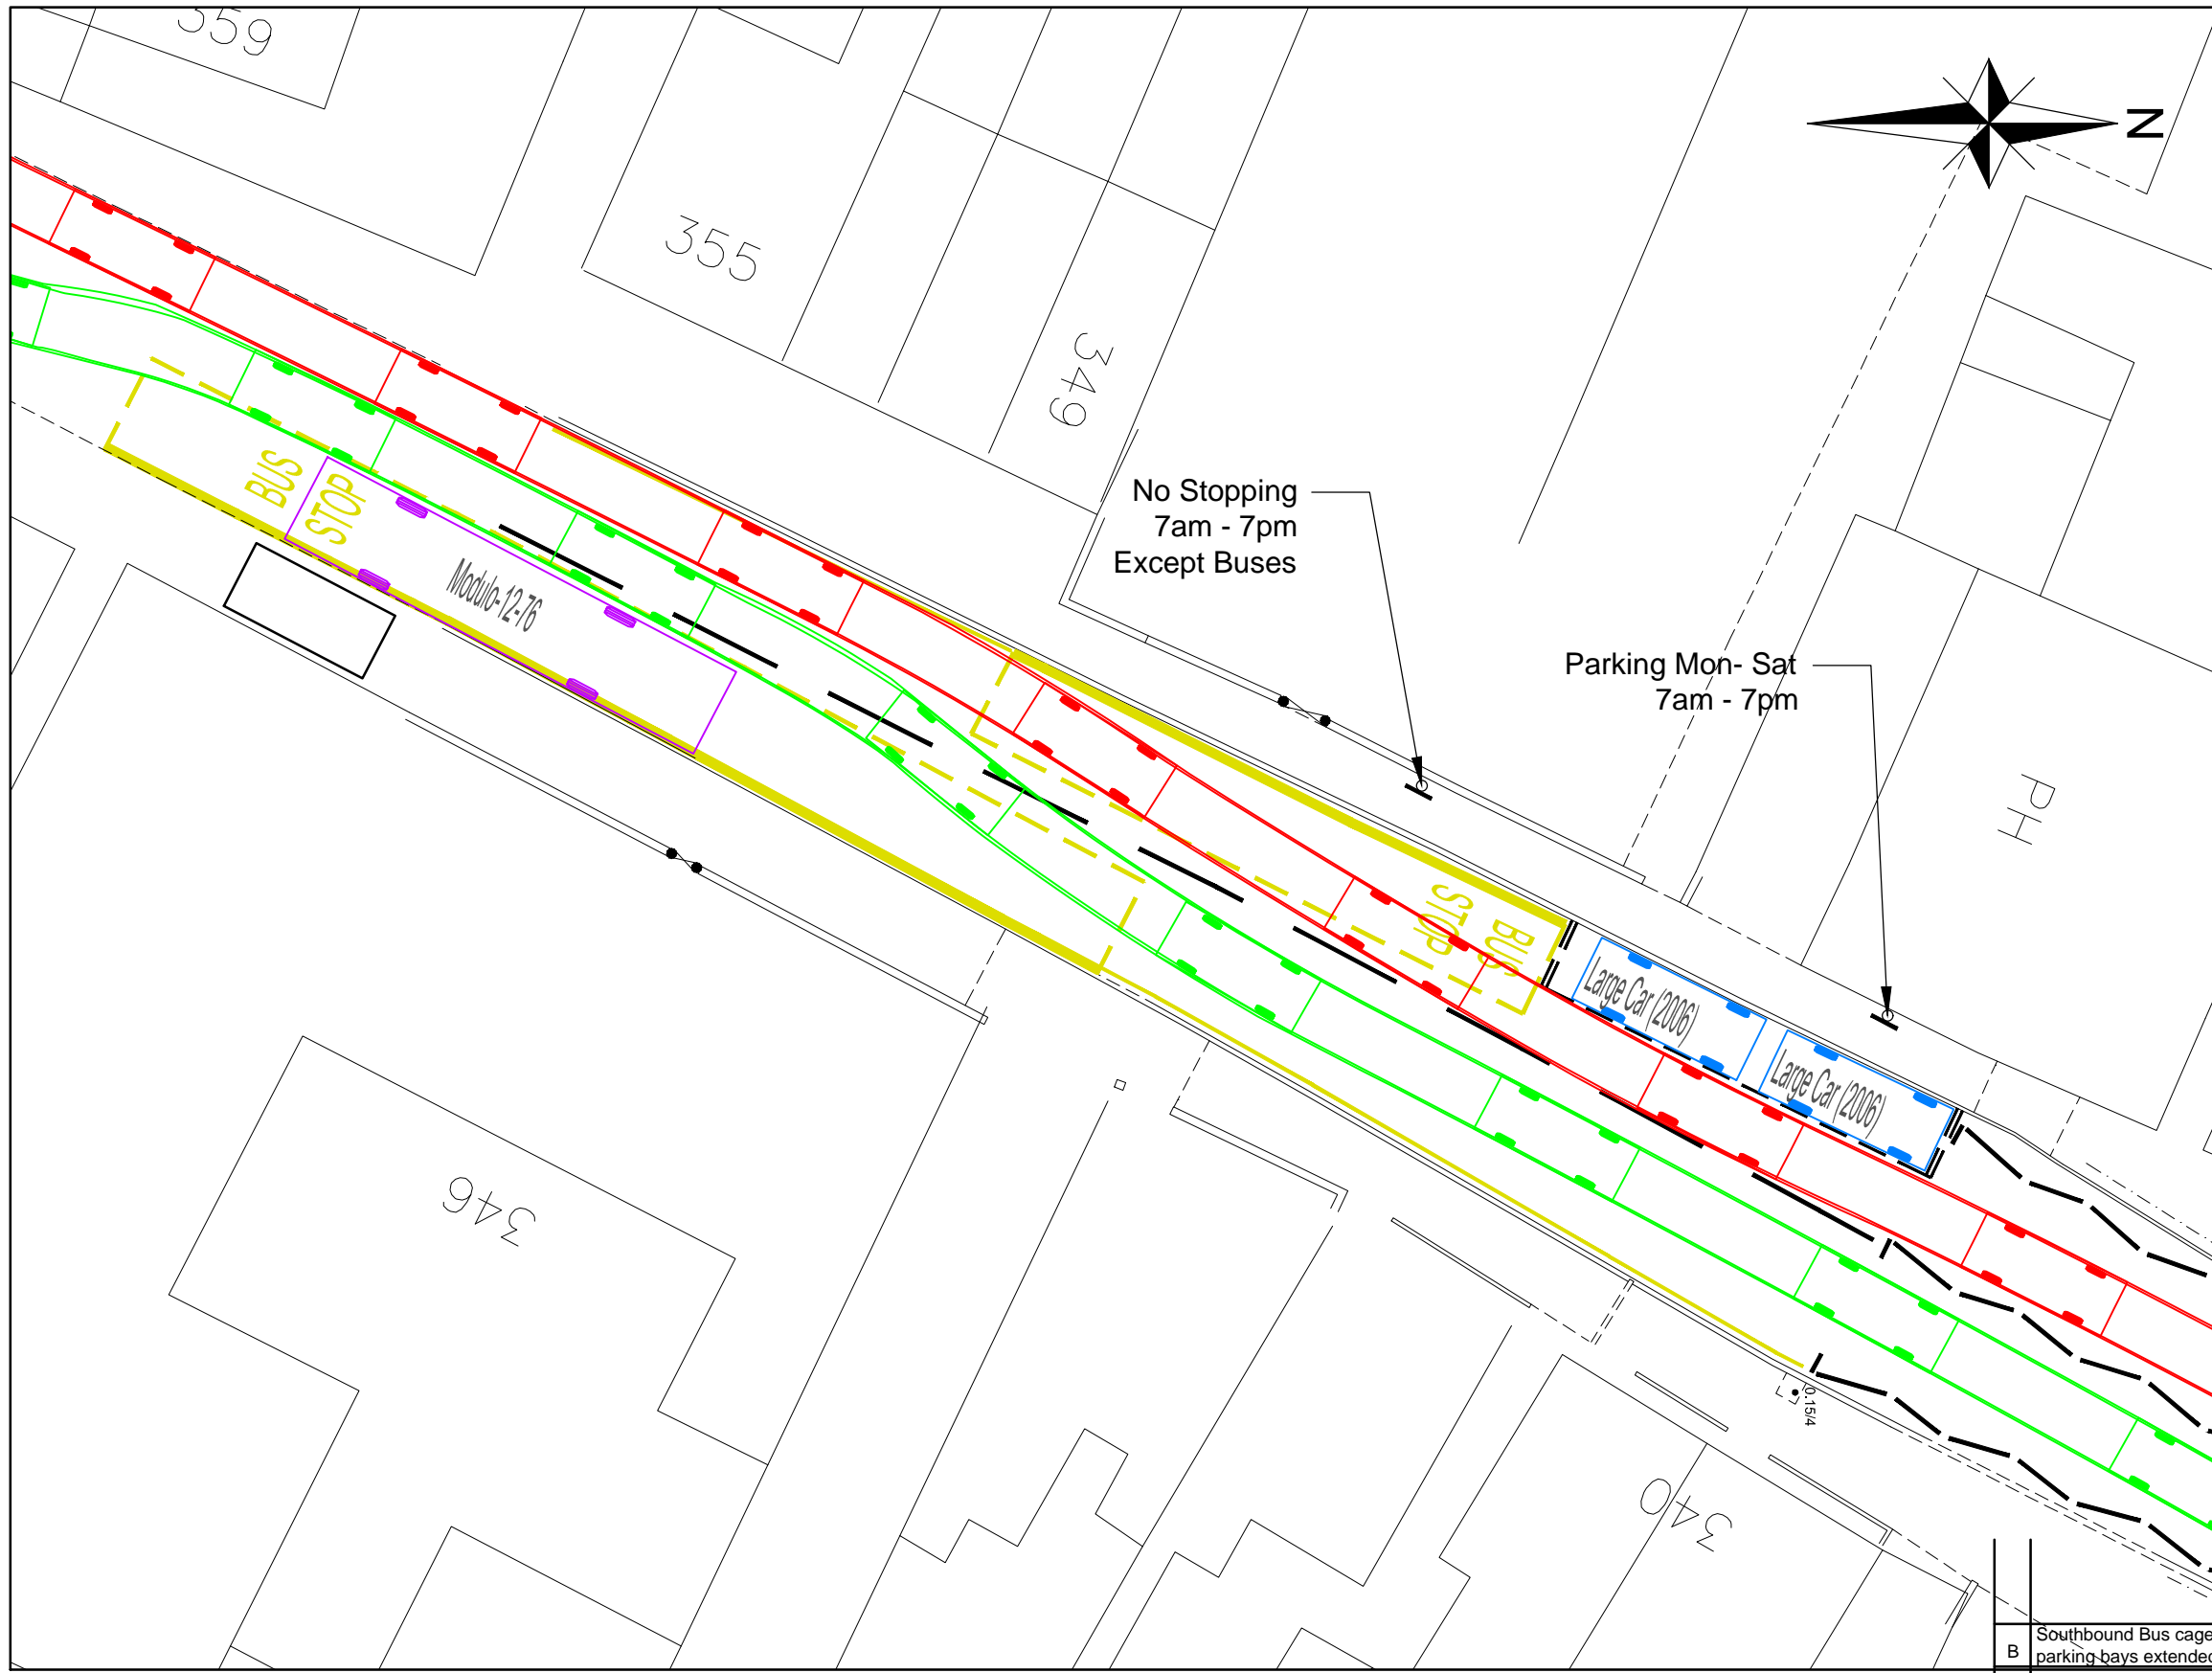 359
N
355
349
No Stopping
7am - 7pm
Except Buses
BUS
STOP
Modulo-12-76
Parking Mon- Sat
7am - 7pm
PH
BUS
STOP
Large Car (2006)
Large Car (2006)
346
0.15/4
340
B
Southbound Bus cage
parking bays extended